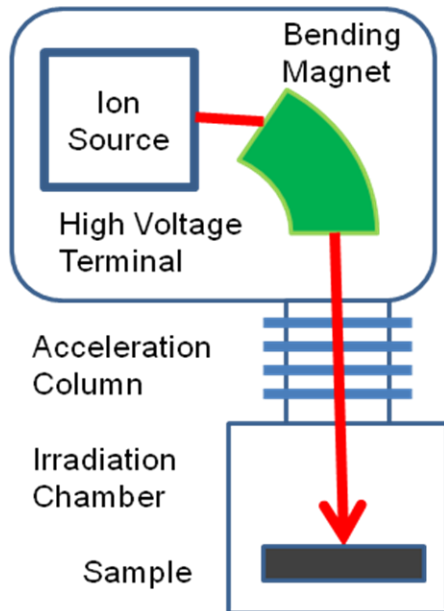 Bending
Magnet
Ion
Source
High Voltage
Terminal
Acceleration
Column
Irradiation
Chamber
Sample